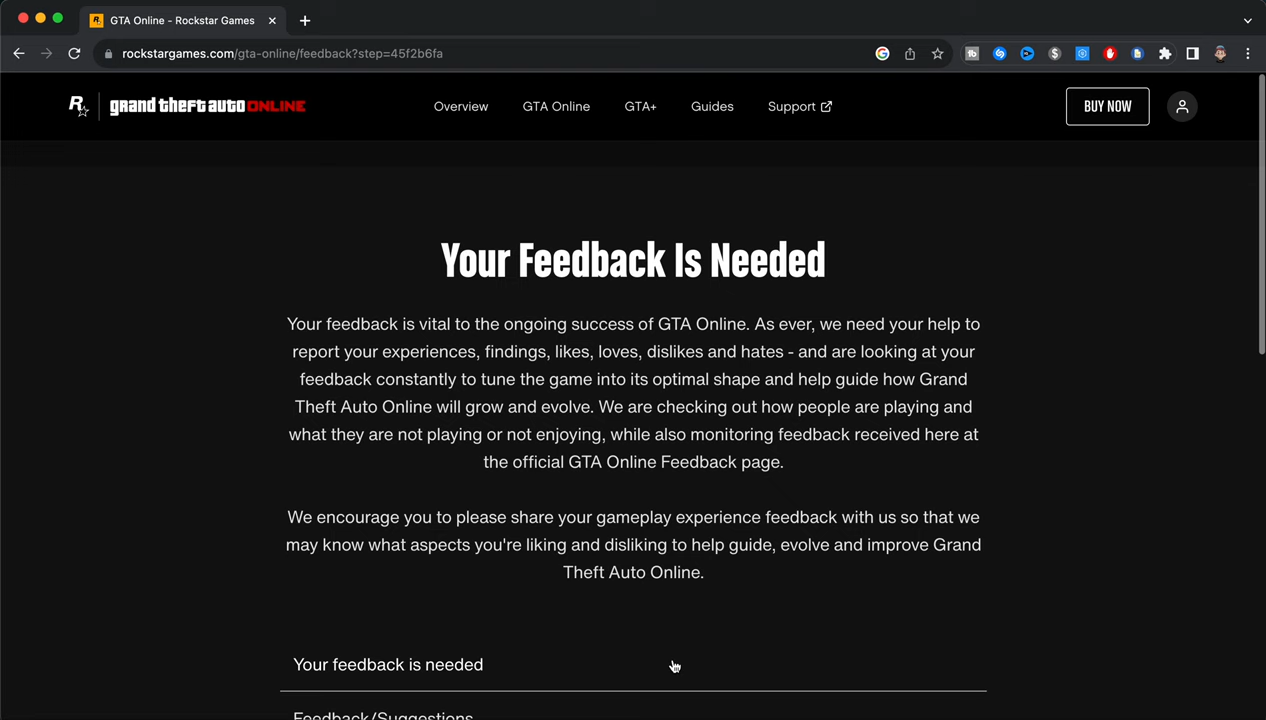 GTA Online - Rockstar Games
rockstargames.com/gta-online/feedback?step=45f2b6fa
grand theft auto ONLINE
Overview
GTA Online
GTA+
Guides
Support
BUY NOW
Your Feedback Is Needed
Your feedback is vital to the ongoing success of GTA Online. As ever, we need your help to
report your experiences, findings, likes, loves, dislikes and hates - and are looking at your
feedback constantly to tune the game into its optimal shape and help guide how Grand
Theft Auto Online will grow and evolve. We are checking out how people are playing and
what they are not playing or not enjoying, while also monitoring feedback received here at
the official GTA Online Feedback page.
We encourage you to please share your gameplay experience feedback with us so that we
may know what aspects you're liking and disliking to help guide, evolve and improve Grand
Theft Auto Online.
Your feedback is needed
Feedback/Suggestions